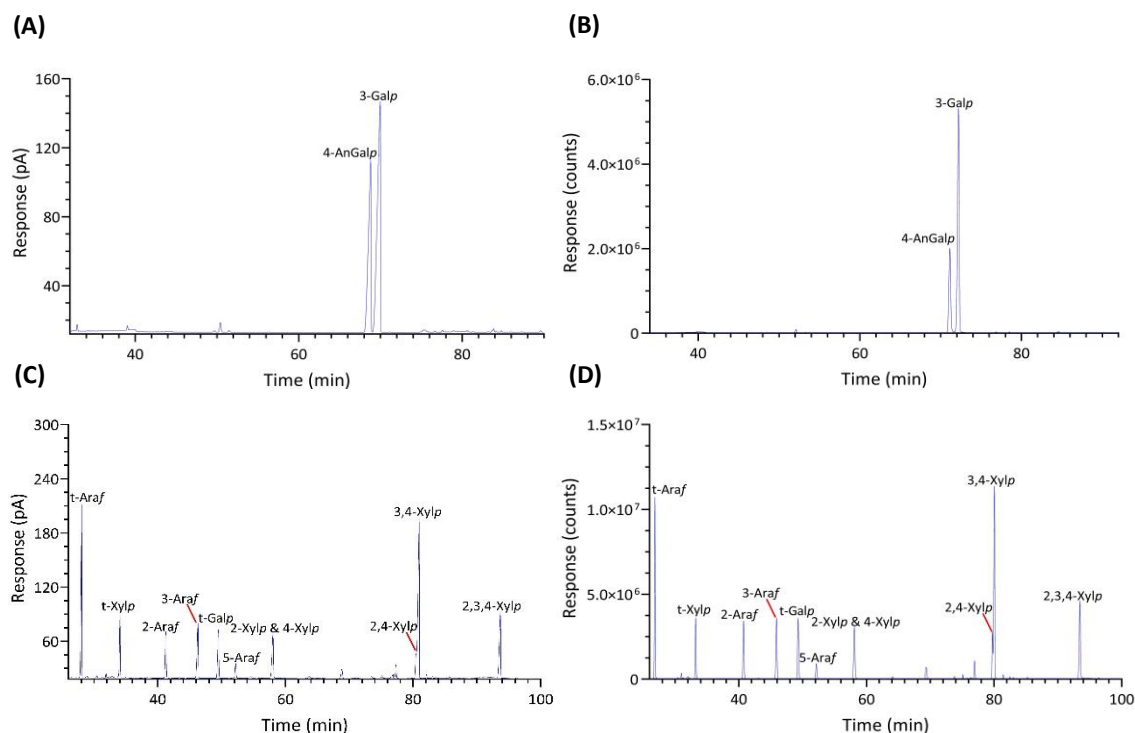 (A)
160
120
80
40
Response (pA)
4-AnGalp
3-Galp
40
60
80
Time (min)
(B)
6.0×10⁶
4.0×10⁶
2.0×10⁶
0
Response (counts)
4-AnGalp
3-Galp
40
60
80
Time (min)
(C)
300
240
180
120
60
Response (pA)
t-Araf
t-Xylp
2-Araf
3-Araf
t-Galp
5-Araf
2-Xylp & 4-Xylp
2,4-Xylp
3,4-Xylp
2,3,4-Xylp
40
60
80
100
Time (min)
(D)
1.5×10⁷
1.0×10⁷
5.0×10⁶
0
Response (counts)
t-Araf
t-Xylp
2-Araf
3-Araf
t-Galp
5-Araf
2-Xylp & 4-Xylp
2,4-Xylp
3,4-Xylp
2,3,4-Xylp
40
60
80
100
Time (min)